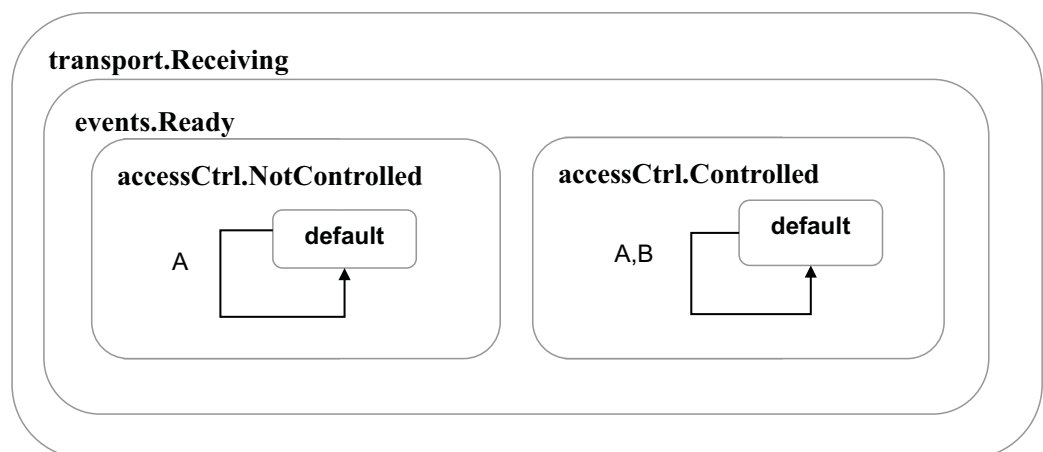 transport.Receiving
events.Ready
accessCtrl.NotControlled
default
A
accessCtrl.Controlled
default
A,B